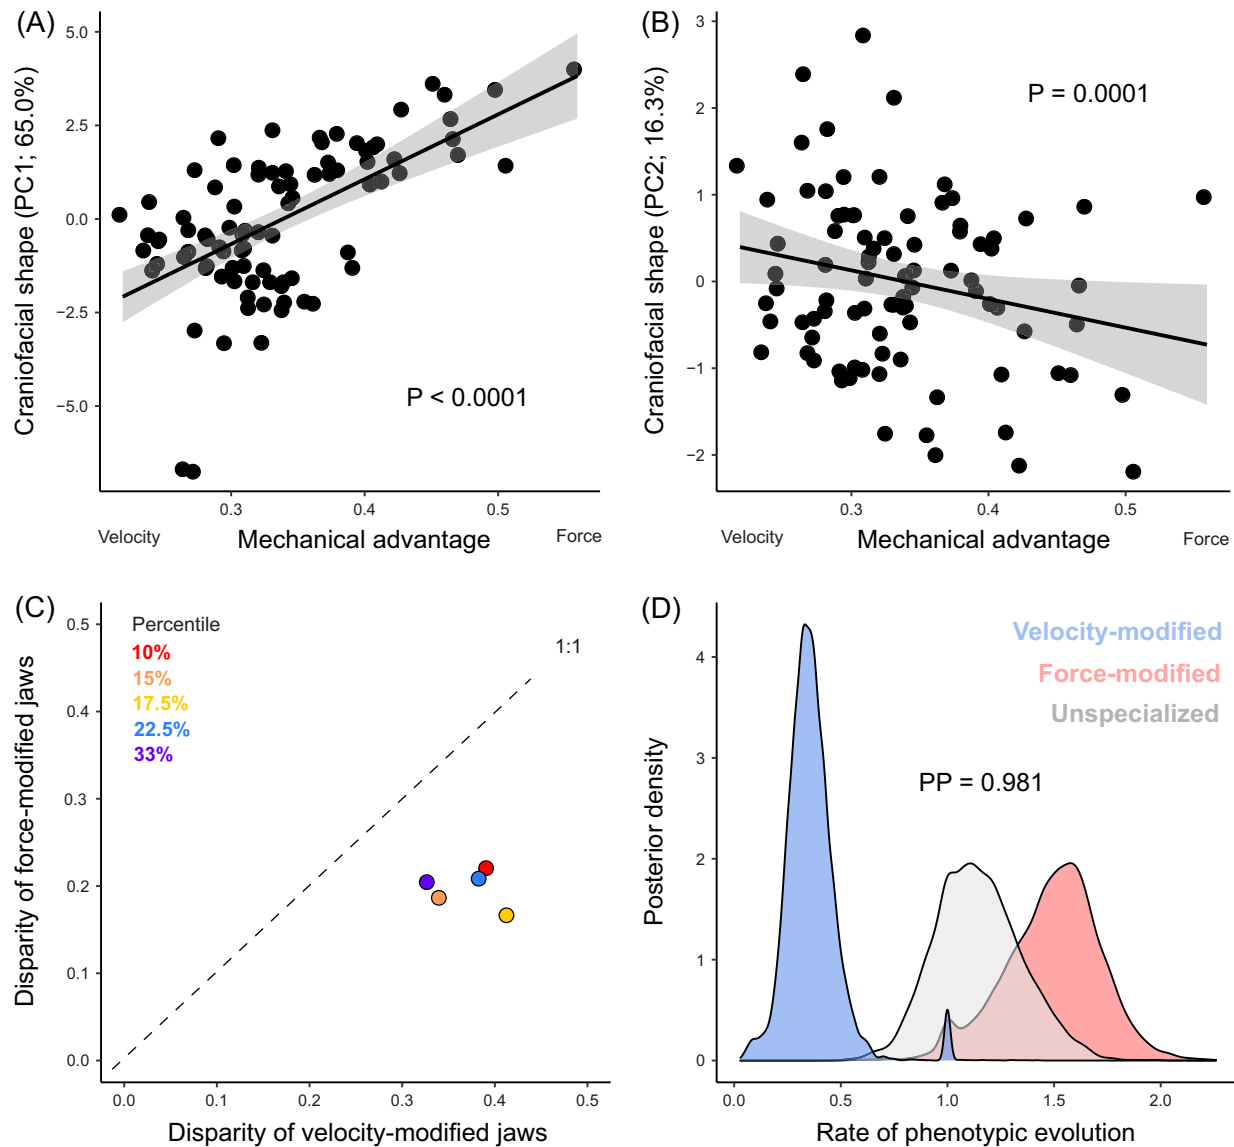 (A)
Craniofacial shape (PC1; 65.0%)
5.0
2.5
0.0
−2.5
−5.0
P < 0.0001
0.3
0.4
0.5
Velocity
Mechanical advantage
Force
(B)
Craniofacial shape (PC2; 16.3%)
3
2
1
0
−1
−2
P = 0.0001
0.3
0.4
0.5
Velocity
Mechanical advantage
Force
(C)
Disparity of force-modified jaws
0.5
0.4
0.3
0.2
0.1
0.0
Percentile
10%
15%
17.5%
22.5%
33%
1:1
0.0
0.1
0.2
0.3
0.4
0.5
Disparity of velocity-modified jaws
(D)
Posterior density
4
3
2
1
0
Velocity-modified
Force-modified
Unspecialized
PP = 0.981
0.0
0.5
1.0
1.5
2.0
Rate of phenotypic evolution